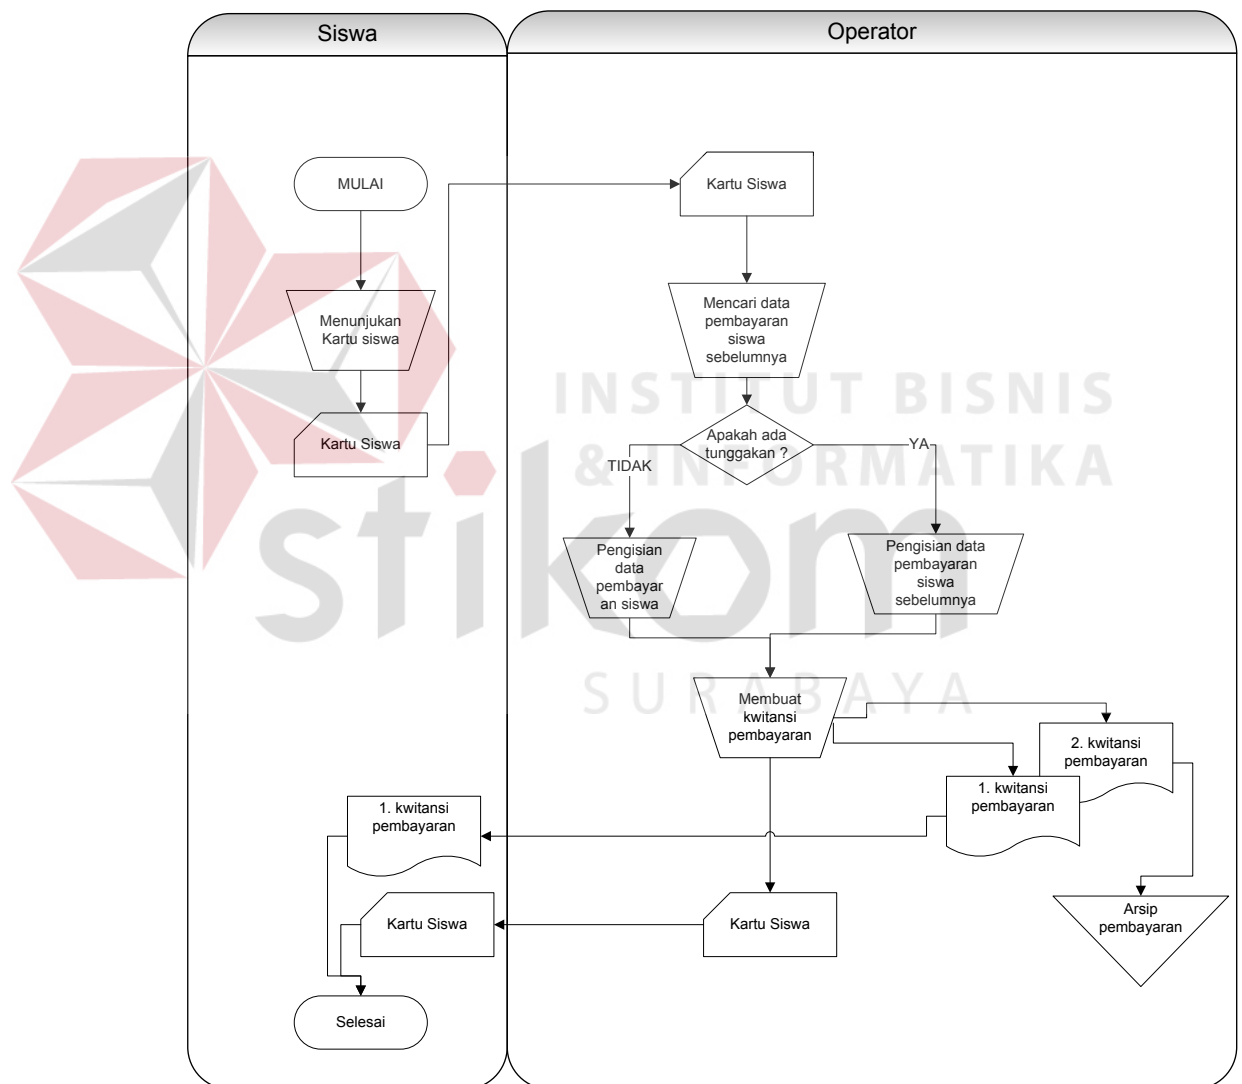 Siswa
Operator
MULAI
Kartu Siswa
Menunjukan
Kartu siswa
Mencari data
pembayaran
siswa
sebelumnya
Kartu Siswa
Apakah ada
tunggakan ?
TIDAK
YA
Pengisian
data
pembayar
an siswa
Pengisian data
pembayaran
siswa
sebelumnya
Membuat
kwitansi
pembayaran
2. kwitansi
pembayaran
1. kwitansi
pembayaran
1. kwitansi
pembayaran
Kartu Siswa
Kartu Siswa
Arsip
pembayaran
Selesai
INSTITUT BISNIS
& INFORMATIKA
stikom
SURABAYA